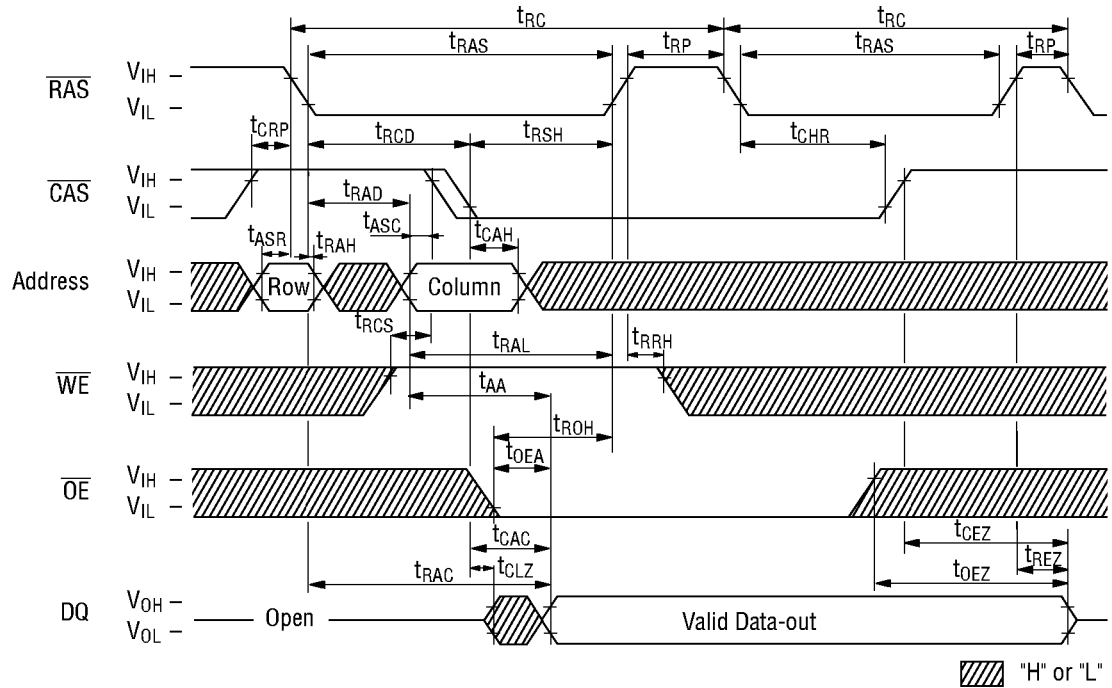 tRC tRC
tRAS tRP tRAS tRP
RAS VIH
VIL
tCRP tRCD tRSH tCHR
CAS VIH
VIL
tRAD
tASC tCAH
tASR tRAH
Address VIH
VIL
Row Column
tRCS tRAL tRRH
WE VIH
VIL
tAA
tROH
tOEA
OE VIH
VIL
tCAC tCEZ
tRAC tCLZ tREZ
tOEZ
DQ VOH
VOL
Open Valid Data-out
"H" or "L"